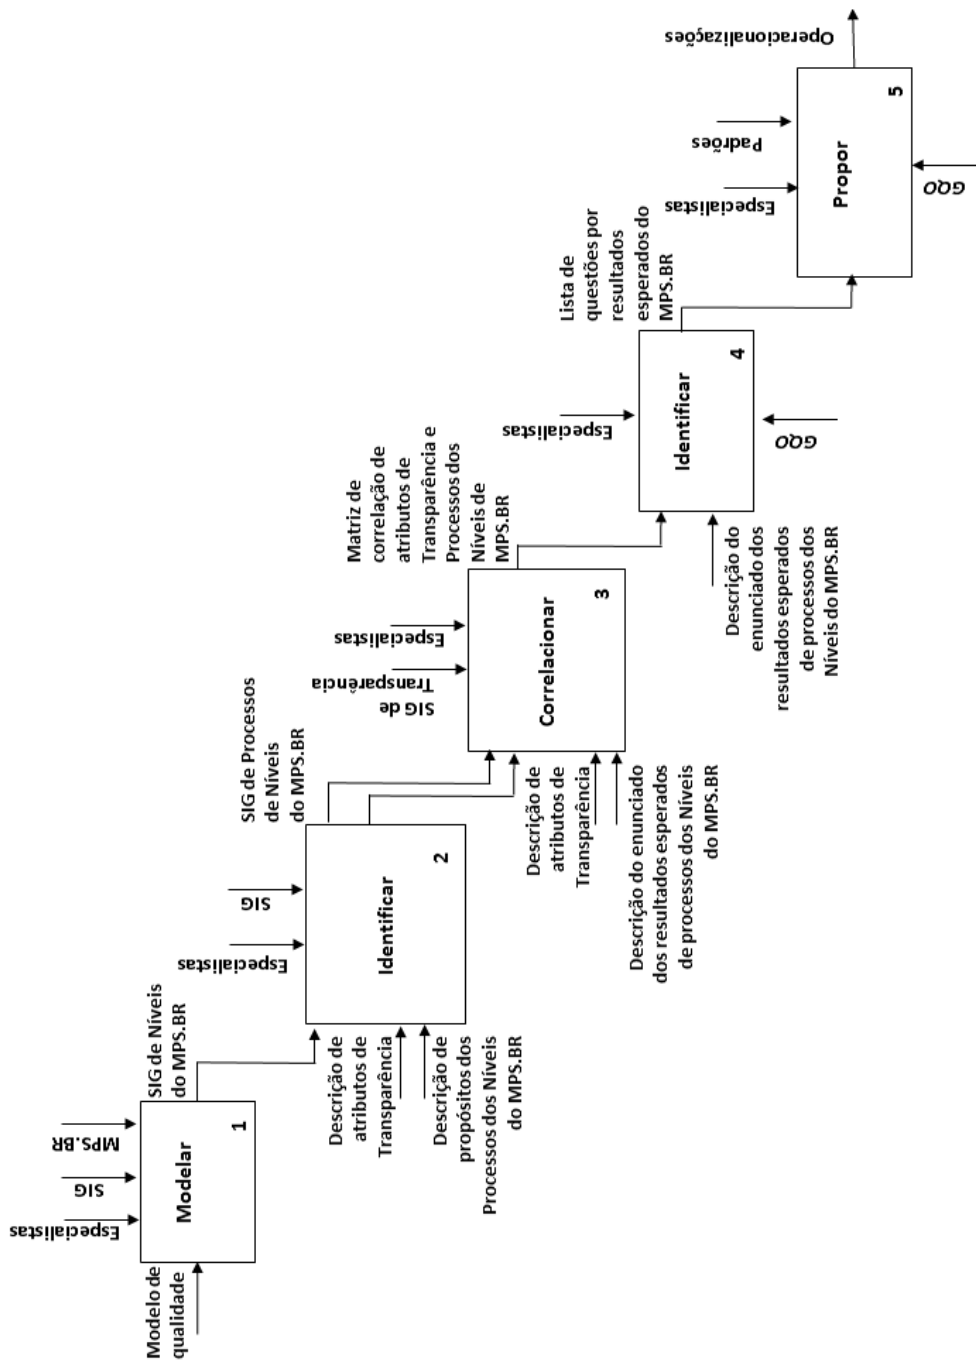 Modelo de
qualidade
Especialistas
SIG
MPS.BR
Modelar
1
SIG de Níveis
do MPS.BR
Descrição de
atributos de
Transparência
Descrição de
propósitos dos
Processos dos Níveis
do MPS.BR
Especialistas
SIG
Identificar
2
SIG de Processos
de Níveis
do MPS.BR
Descrição de
atributos de
Transparência
Descrição do enunciado
dos resultados esperados
de processos dos Níveis
do MPS.BR
SIG de
Transparência
Especialistas
Correlacionar
3
Matriz de
correlação de
atributos de
Transparência e
Processos dos
Níveis de
MPS.BR
Descrição do
enunciado dos
resultados esperados
de processos dos
Níveis do MPS.BR
Especialistas
GQO
Identificar
4
Lista de
questões por
resultados
esperados do
MPS.BR
Especialistas
Padrões
GQO
Propor
5
Operacionalizações